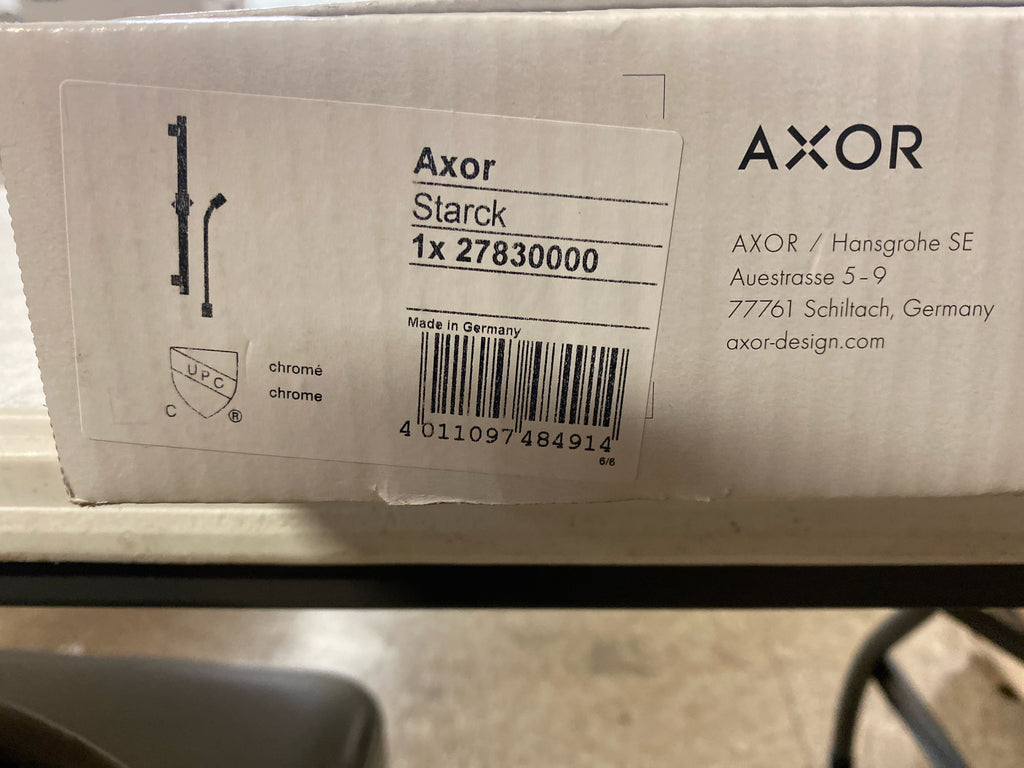 Axor
Starck
1x 27830000
Made in Germany
4 011097 484914
6/6
UPC
C
®
chromé
chrome
AXOR
AXOR / Hansgrohe SE
Auestrasse 5-9
77761 Schiltach, Germany
axor-design.com